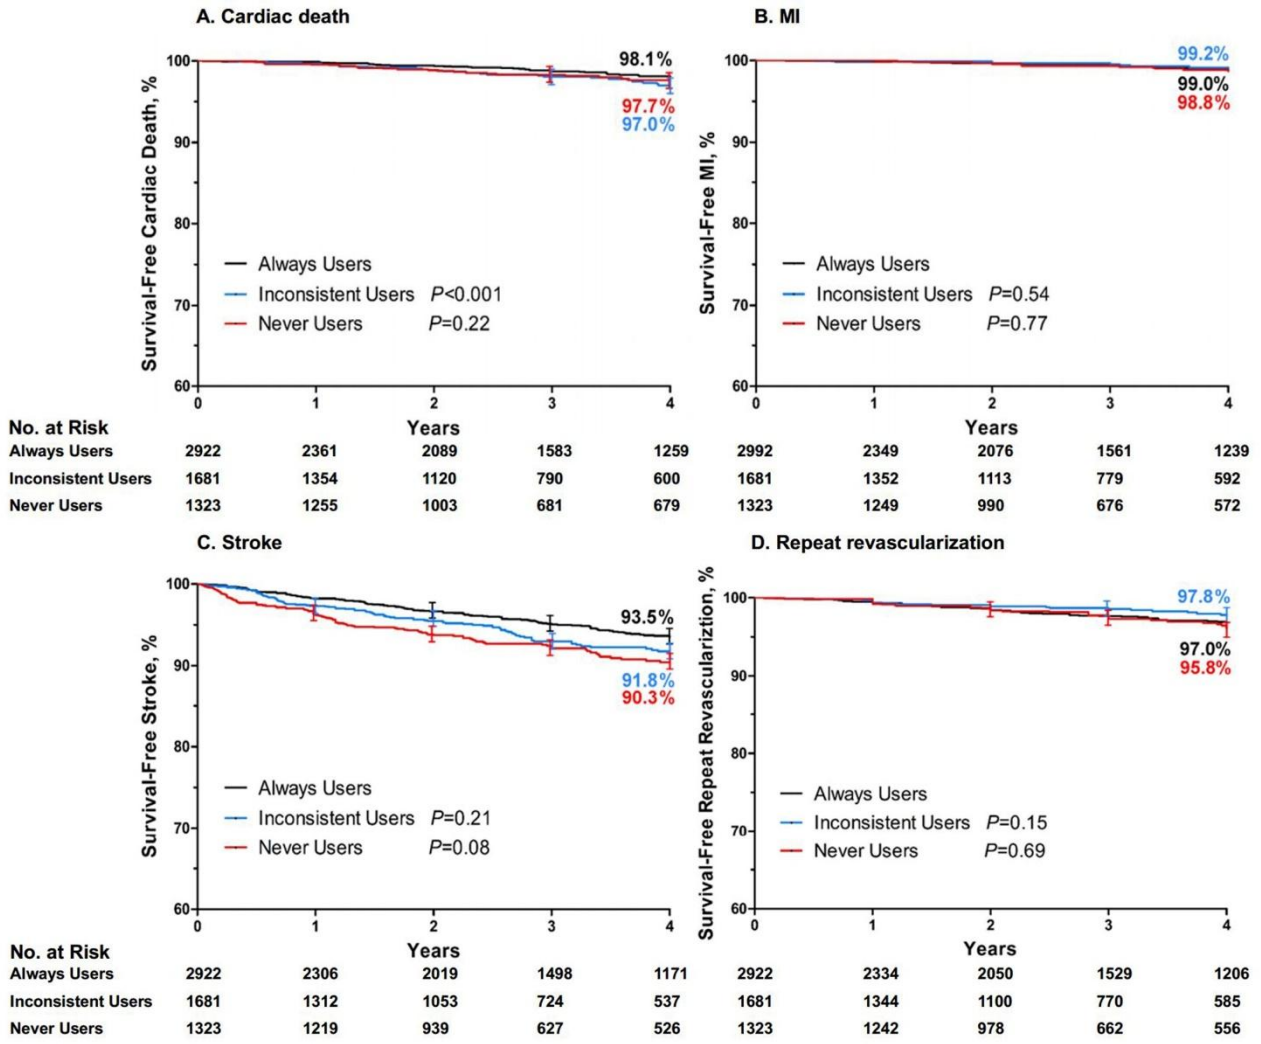 A. Cardiac death
Survival-Free Cardiac Death, %
100
90
80
70
60
98.1%
97.7%
97.0%
Always Users
Inconsistent Users P<0.001
Never Users P=0.22
0 1 2 3 4
Years
B. MI
Survival-Free MI, %
100
90
80
70
60
99.2%
99.0%
98.8%
Always Users
Inconsistent Users P=0.54
Never Users P=0.77
0 1 2 3 4
Years
No. at Risk
Always Users 2922 2361 2089 1583 1259 2992 2349 2076 1561 1239
Inconsistent Users 1681 1354 1120 790 600 1681 1352 1113 779 592
Never Users 1323 1255 1003 681 679 1323 1249 990 676 572
C. Stroke
Survival-Free Stroke, %
100
90
80
70
60
93.5%
91.8%
90.3%
Always Users
Inconsistent Users P=0.21
Never Users P=0.08
0 1 2 3 4
Years
D. Repeat revascularization
Survival-Free Repeat Revasculariztion, %
100
90
80
70
60
97.8%
97.0%
95.8%
Always Users
Inconsistent Users P=0.15
Never Users P=0.69
0 1 2 3 4
Years
No. at Risk
Always Users 2922 2306 2019 1498 1171 2922 2334 2050 1529 1206
Inconsistent Users 1681 1312 1053 724 537 1681 1344 1100 770 585
Never Users 1323 1219 939 627 526 1323 1242 978 662 556